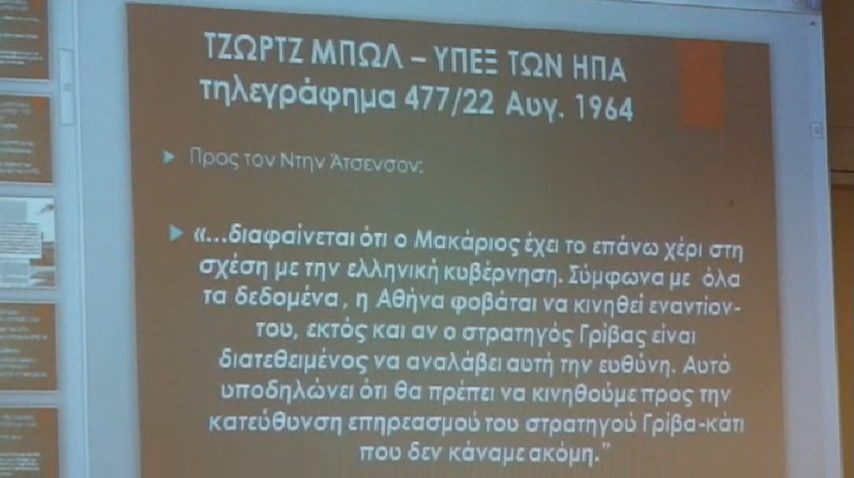 ΤΖΩΡΤΖ ΜΠΩΛ – ΥΠΕΞ ΤΩΝ ΗΠΑ
τηλεγράφημα 477/22 Αυγ. 1964
Προς τον Ντην Άτσενσον:
«...διαφαίνεται ότι ο Μακάριος έχει το επάνω χέρι στη
σχέση με την ελληνική κυβέρνηση. Σύμφωνα με όλα
τα δεδομένα, η Αθήνα φοβάται να κινηθεί εναντίον-
του, εκτός και αν ο στρατηγός Γρίβας είναι
διατεθειμένος να αναλάβει αυτή την ευθύνη. Αυτό
υποδηλώνει ότι θα πρέπει να κινηθούμε προς την
κατεύθυνση επηρεασμού του στρατηγού Γρίβα-κάτι
που δεν κάναμε ακόμη."